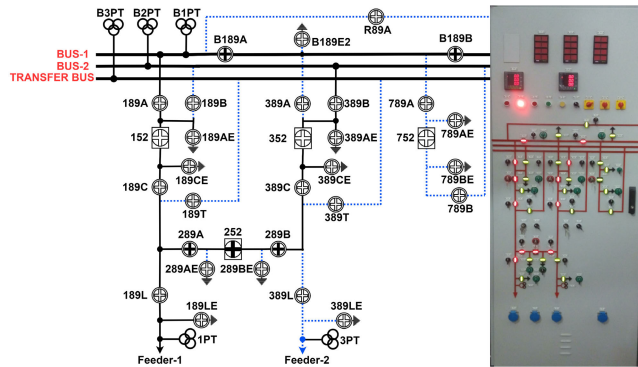 B3PT B2PT B1PT
R89A
B189A B189E2 B189B
BUS-1
BUS-2
TRANSFER BUS
189A 189B 389A 389B 789A
152 189AE 352 389AE 752 789AE
189CE 389CE 789BE
189C 389C
189T 389T 789B
289A 252 289B
289AE 289BE
189L 389L
189LE 389LE
1PT 3PT
Feeder-1 Feeder-2